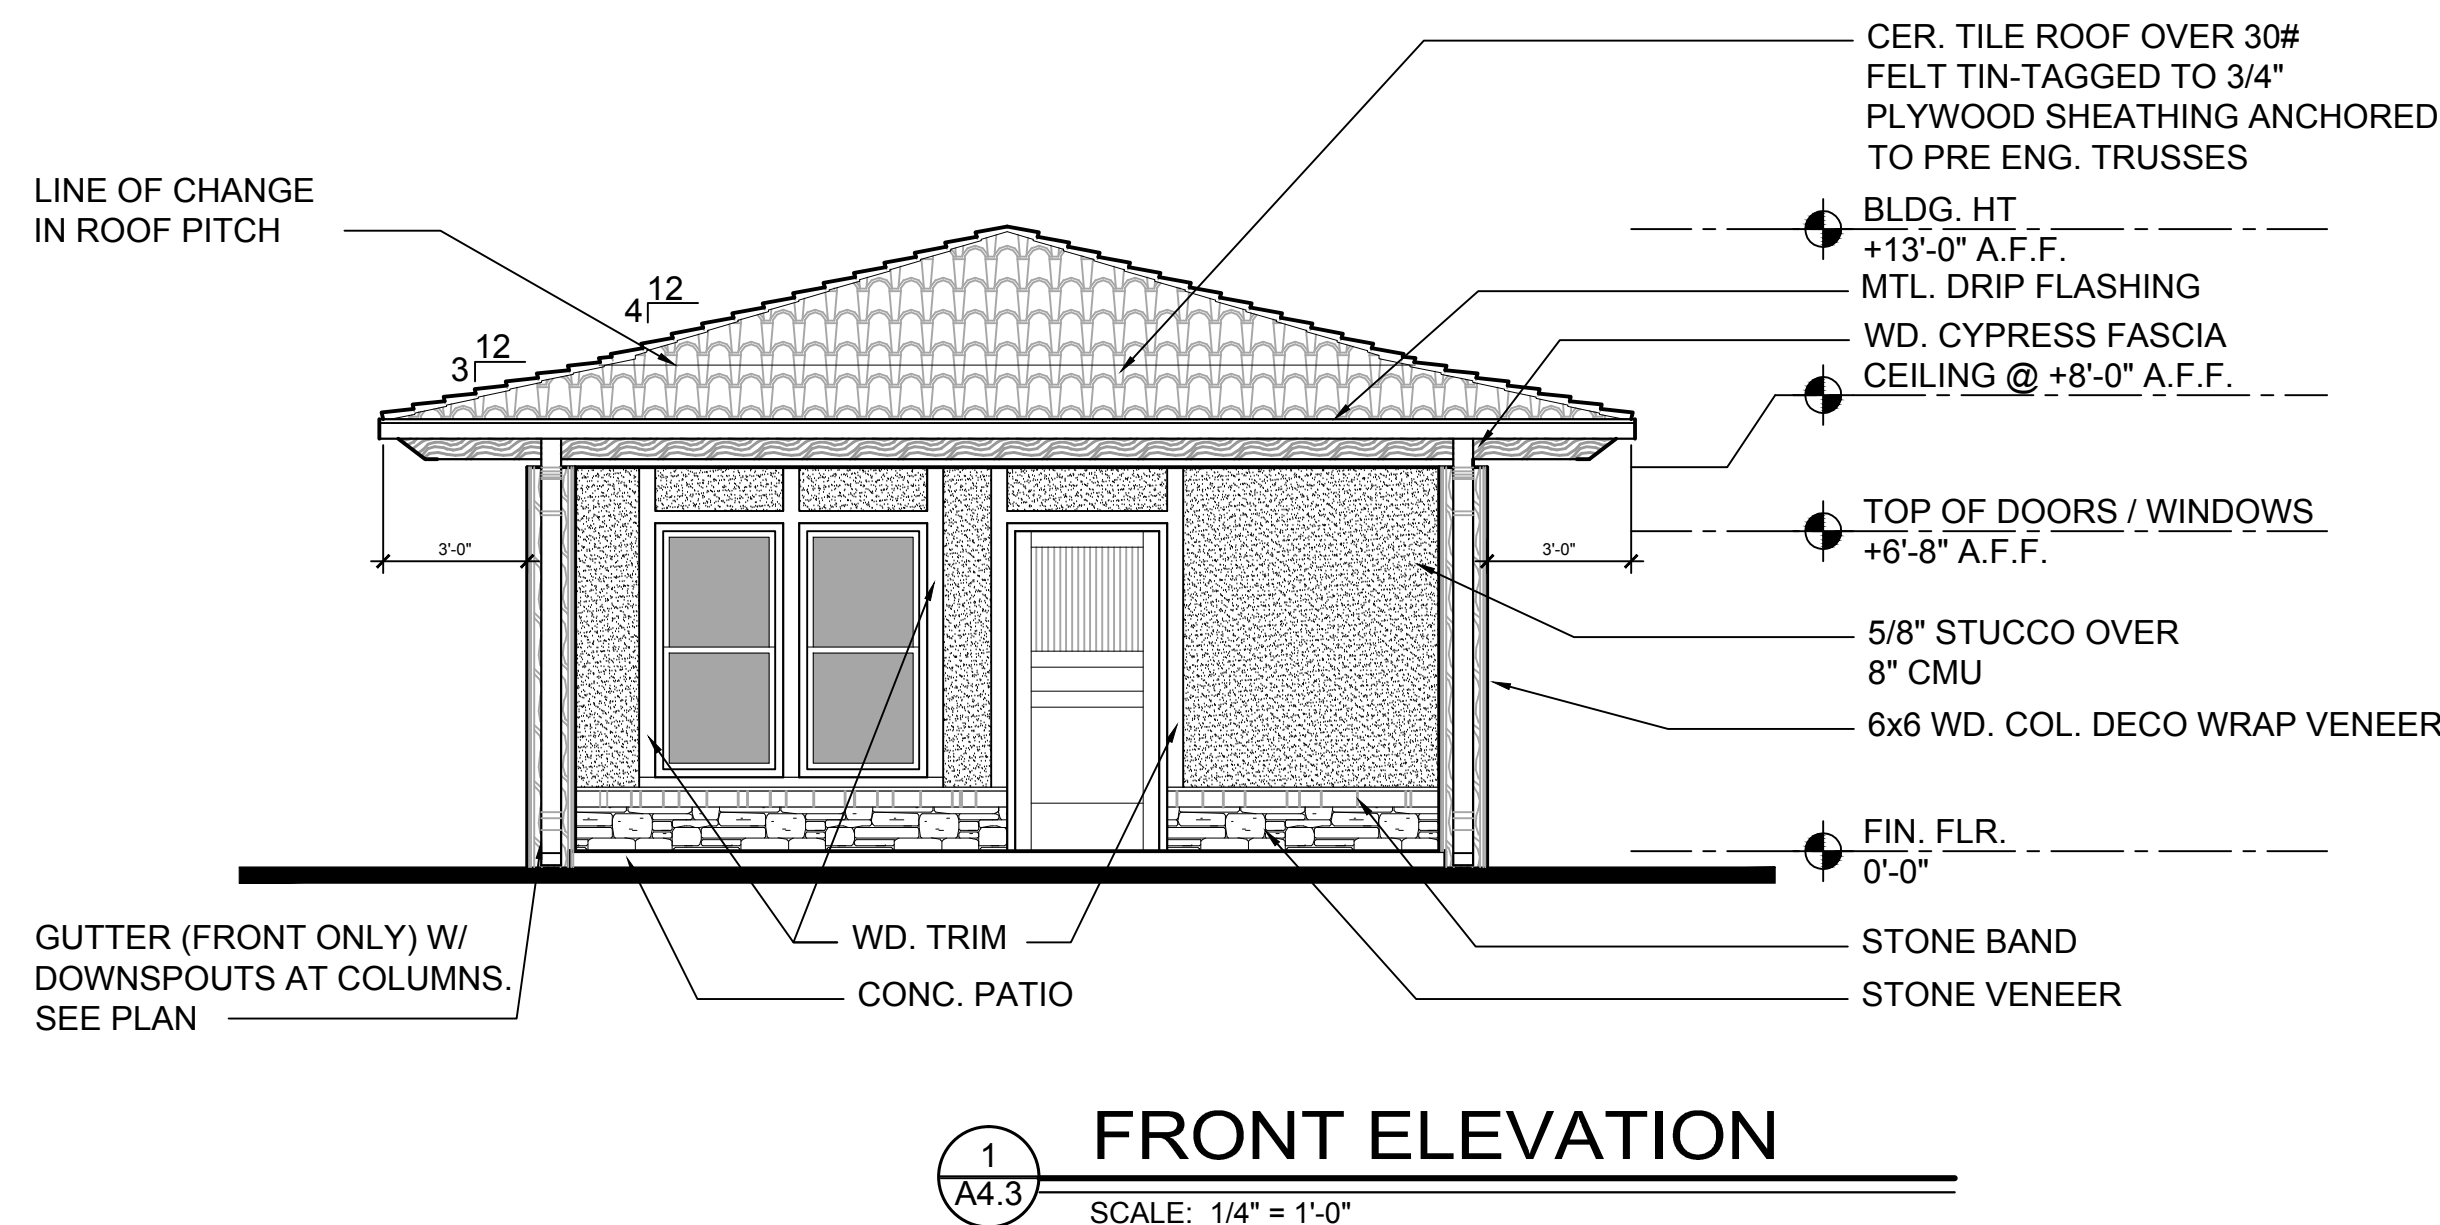 CER. TILE ROOF OVER 30#
FELT TIN-TAGGED TO 3/4"
PLYWOOD SHEATHING ANCHORED
TO PRE ENG. TRUSSES
LINE OF CHANGE
IN ROOF PITCH
BLDG. HT
+13'-0" A.F.F.
MTL. DRIP FLASHING
12
4
WD. CYPRESS FASCIA
12
3
CEILING @ +8'-0" A.F.F.
TOP OF DOORS / WINDOWS
+6'-8" A.F.F.
3'-0"
3'-0"
5/8" STUCCO OVER
8" CMU
6x6 WD. COL. DECO WRAP VENEER
FIN. FLR.
0'-0"
GUTTER (FRONT ONLY) W/
DOWNSPOUTS AT COLUMNS.
SEE PLAN
WD. TRIM
CONC. PATIO
STONE BAND
STONE VENEER
1
A4.3
FRONT ELEVATION
SCALE: 1/4" = 1'-0"